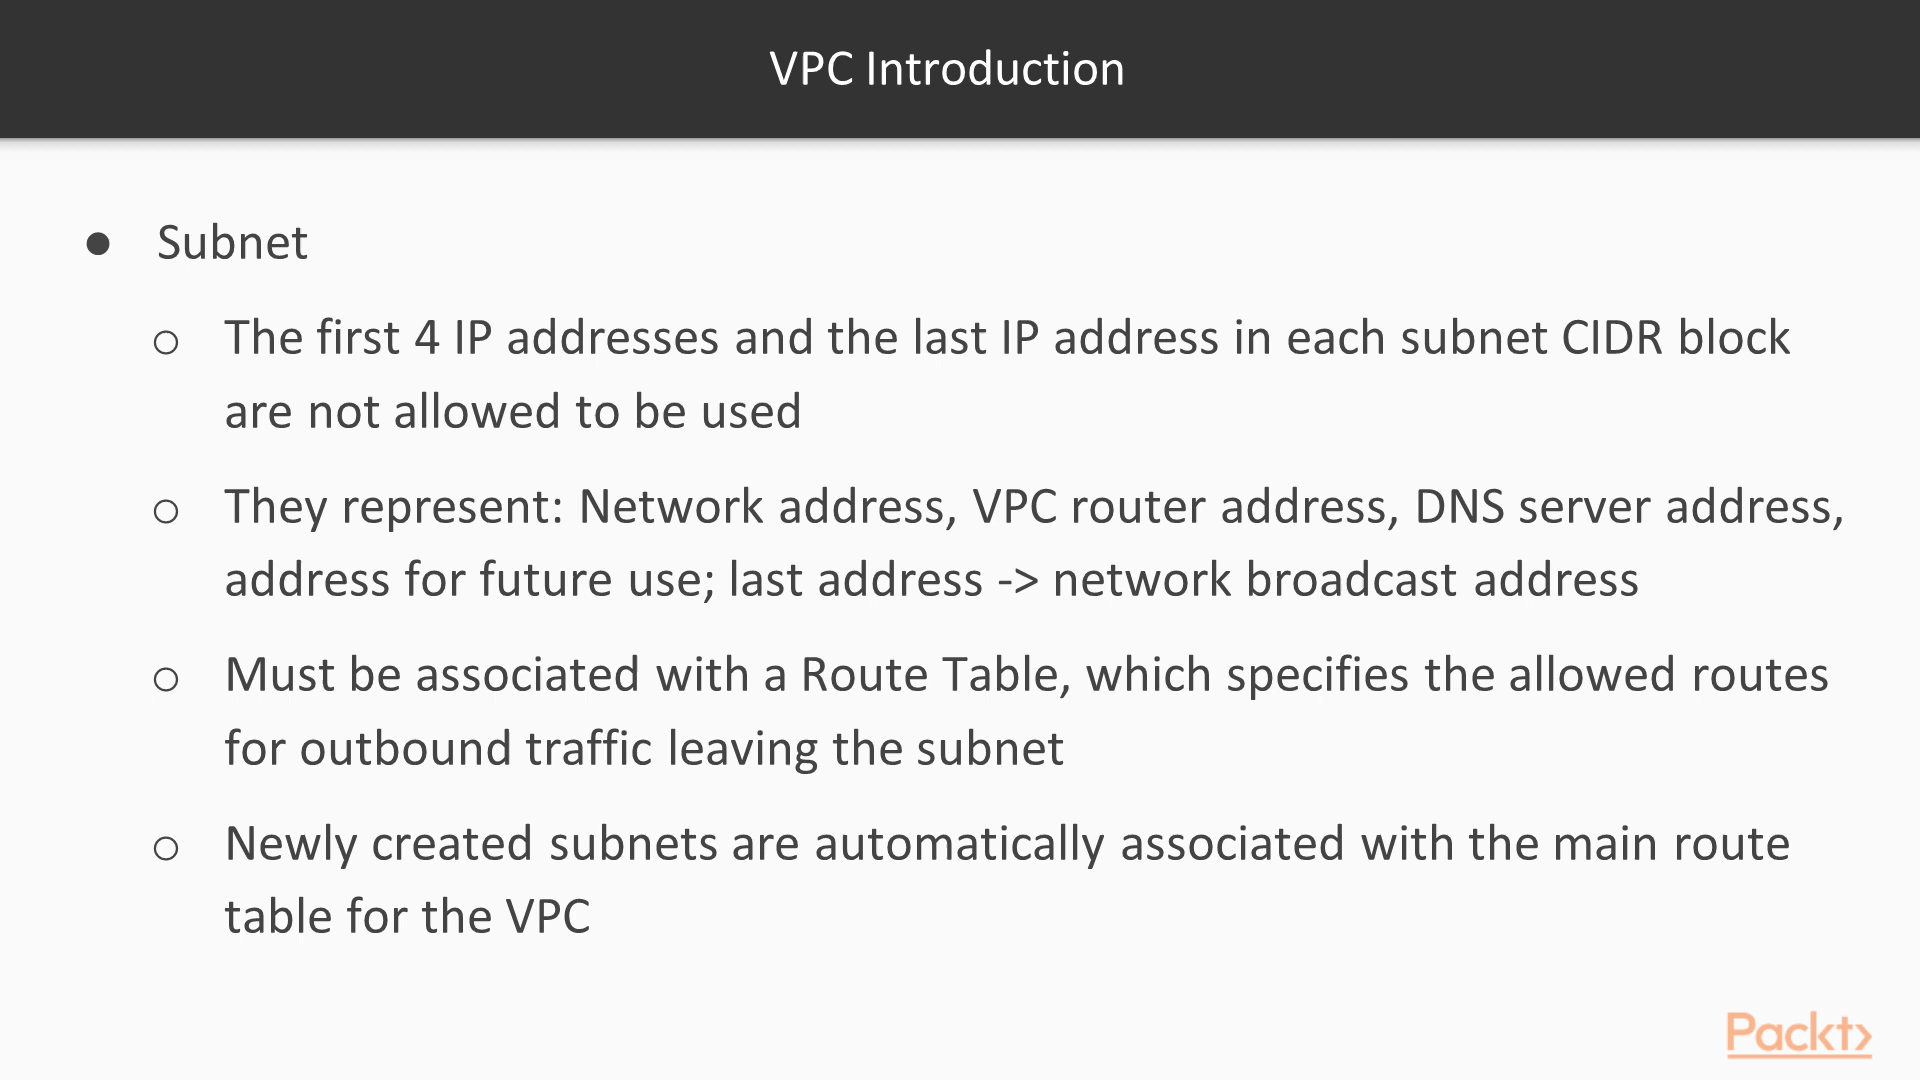 VPC Introduction
● Subnet
o The first 4 IP addresses and the last IP address in each subnet CIDR block
are not allowed to be used
o They represent: Network address, VPC router address, DNS server address,
address for future use; last address -> network broadcast address
o Must be associated with a Route Table, which specifies the allowed routes
for outbound traffic leaving the subnet
o Newly created subnets are automatically associated with the main route
table for the VPC
Packt>